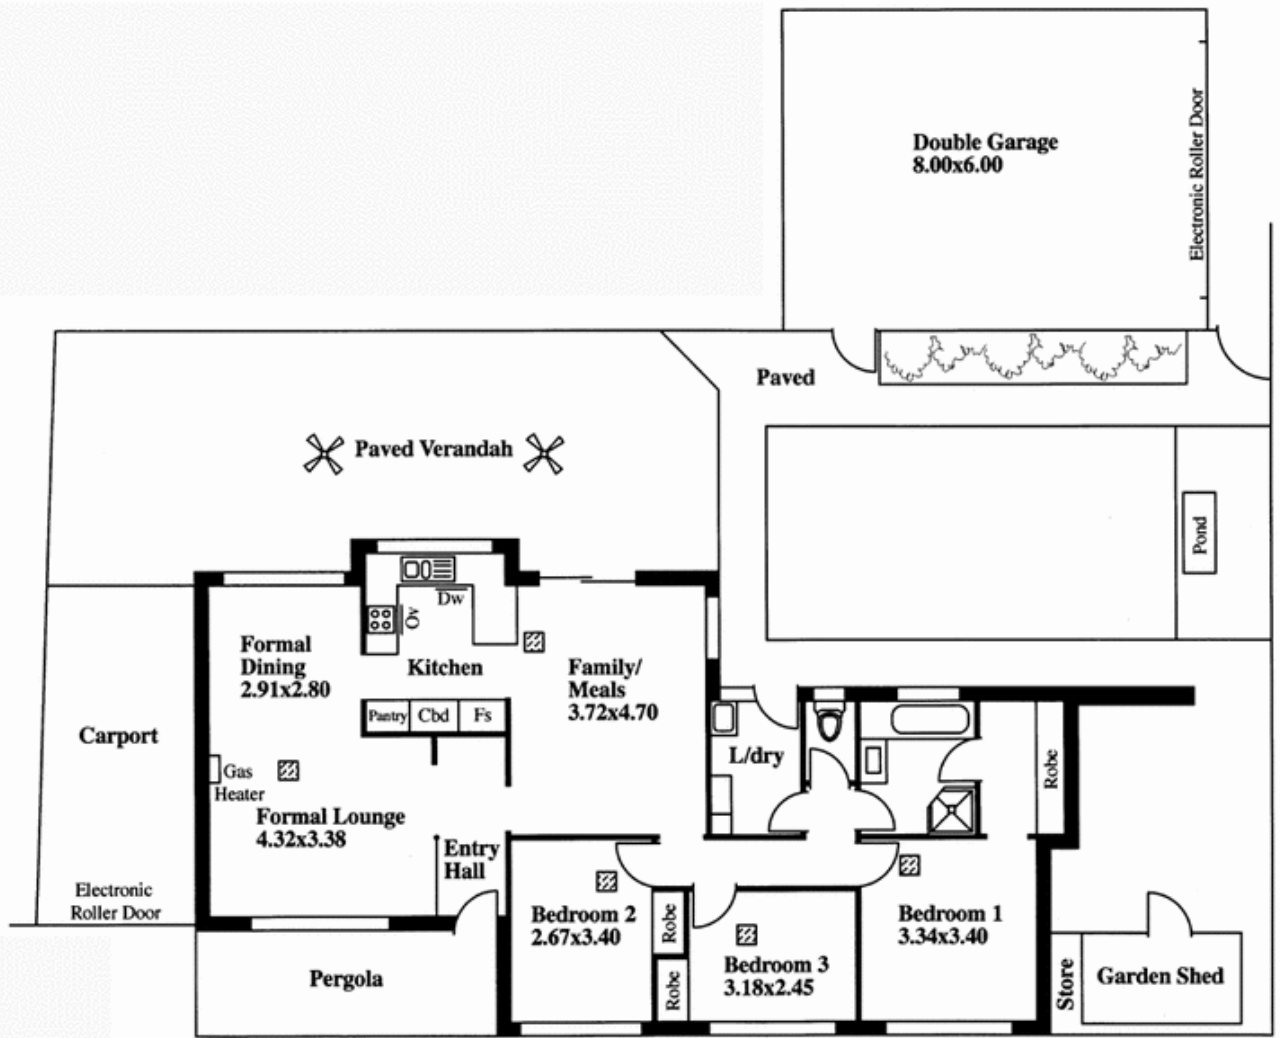 Double Garage
8.00x6.00
Electronic Roller Door
Paved
Paved Verandah
Pond
Dw
Ov
Formal
Dining
2.91x2.80
Kitchen
Family/
Meals
3.72x4.70
Pantry
Cbd
Fs
Carport
L/dry
Robe
Gas
Heater
Formal Lounge
4.32x3.38
Entry
Hall
Electronic
Roller Door
Bedroom 2
2.67x3.40
Robe
Robe
Bedroom 3
3.18x2.45
Bedroom 1
3.34x3.40
Pergola
Store
Garden Shed